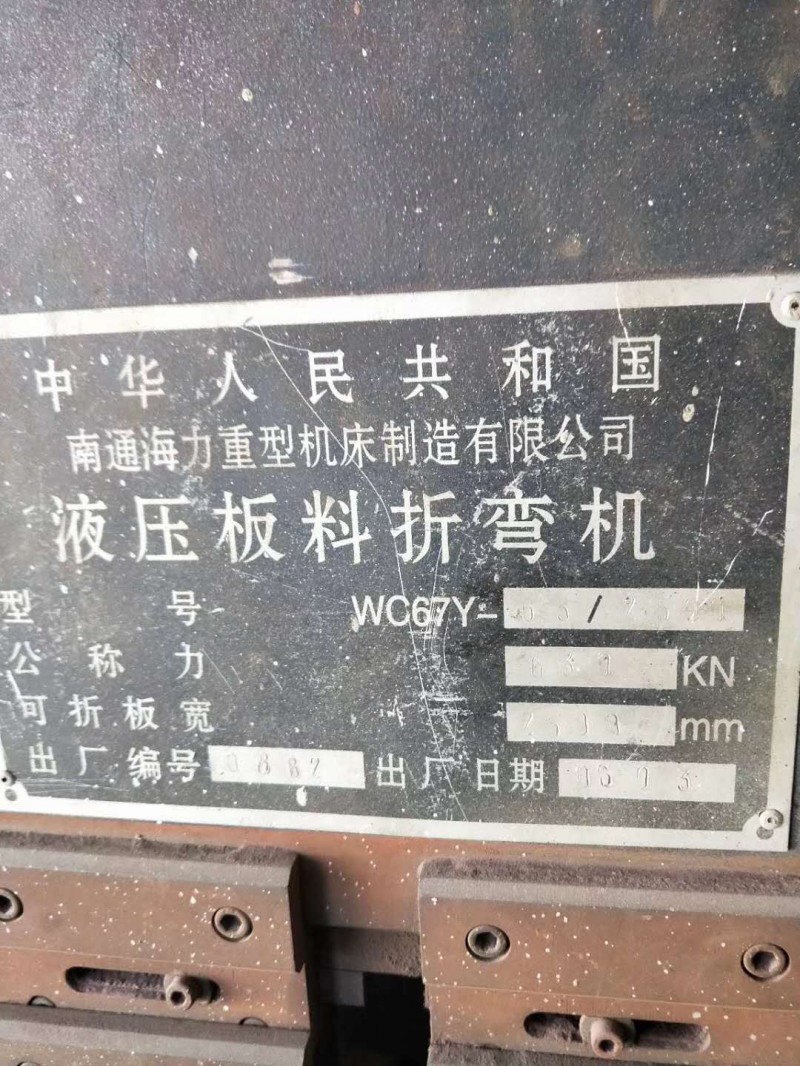 中华人民共和国
南通海力重型机床制造有限公司
液压板料折弯机
型号 WC67Y-
公称力 KN
可折板宽 mm
出厂编号 出厂日期